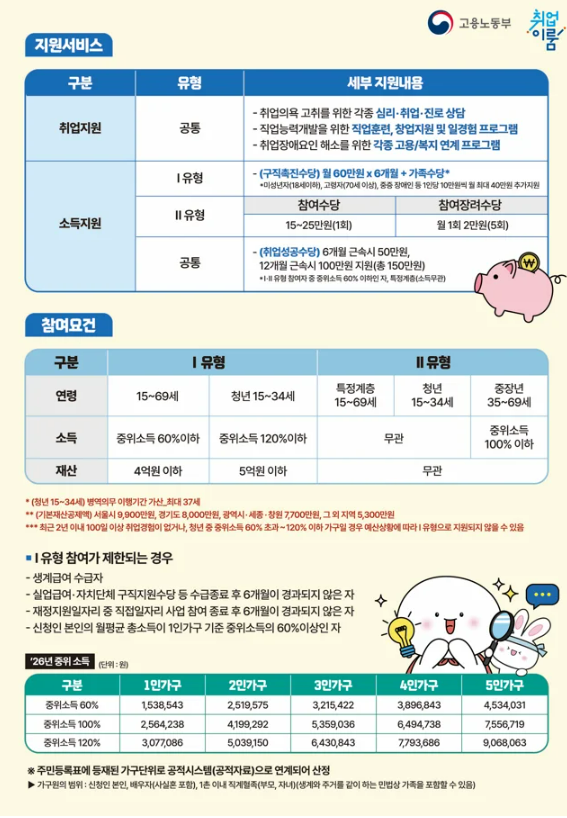 고용노동부
취업
이룸
지원서비스
구분 유형 세부 지원내용
취업지원 공통
- 취업의욕 고취를 위한 각종 심리·취업·진로 상담
- 직업능력개발을 위한 직업훈련, 창업지원 및 일경험 프로그램
- 취업장애요인 해소를 위한 각종 고용/복지 연계 프로그램
소득지원
I 유형
- (구직촉진수당) 월 60만원 x 6개월 + 가족수당*
*미성년자(18세이하), 고령자(70세 이상), 중증 장애인 등 1인당 10만원씩 월 최대 40만원 추가지원
II 유형
참여수당 참여장려수당
15~25만원(1회) 월 1회 2만원(5회)
공통
- (취업성공수당) 6개월 근속시 50만원,
12개월 근속시 100만원 지원(총 150만원)
*I·II 유형 참여자 중 중위소득 60% 이하인 자, 특정계층(소득무관)
참여요건
구분 I 유형 II 유형
연령 15~69세 청년 15~34세 특정계층 15~69세 청년 15~34세 중장년 35~69세
소득 중위소득 60%이하 중위소득 120%이하 무관 중위소득 100% 이하
재산 4억원 이하 5억원 이하 무관
* (청년 15~34세) 병역의무 이행기간 가산_최대 37세
** (기본재산공제액) 서울시 9,900만원, 경기도 8,000만원, 광역시·세종·창원 7,700만원, 그 외 지역 5,300만원
*** 최근 2년 이내 100일 이상 취업경험이 없거나, 청년 중 중위소득 60% 초과 ~ 120% 이하 가구일 경우 예산상황에 따라 I 유형으로 지원되지 않을 수 있음
■ I 유형 참여가 제한되는 경우
- 생계급여 수급자
- 실업급여·자치단체 구직지원수당 등 수급종료 후 6개월이 경과되지 않은 자
- 재정지원일자리 중 직접일자리 사업 참여 종료 후 6개월이 경과되지 않은 자
- 신청인 본인의 월평균 총소득이 1인가구 기준 중위소득의 60%이상인 자
'26년 중위 소득 (단위 : 원)
구분 1인가구 2인가구 3인가구 4인가구 5인가구
중위소득 60% 1,538,543 2,519,575 3,215,422 3,896,843 4,534,031
중위소득 100% 2,564,238 4,199,292 5,359,036 6,494,738 7,556,719
중위소득 120% 3,077,086 5,039,150 6,430,843 7,793,686 9,068,063
※ 주민등록표에 등재된 가구단위로 공적시스템(공적자료)으로 연계되어 산정
▶ 가구원의 범위 : 신청인 본인, 배우자(사실혼 포함), 1촌 이내 직계혈족(부모, 자녀)(생계와 주거를 같이 하는 민법상 가족을 포함할 수 있음)